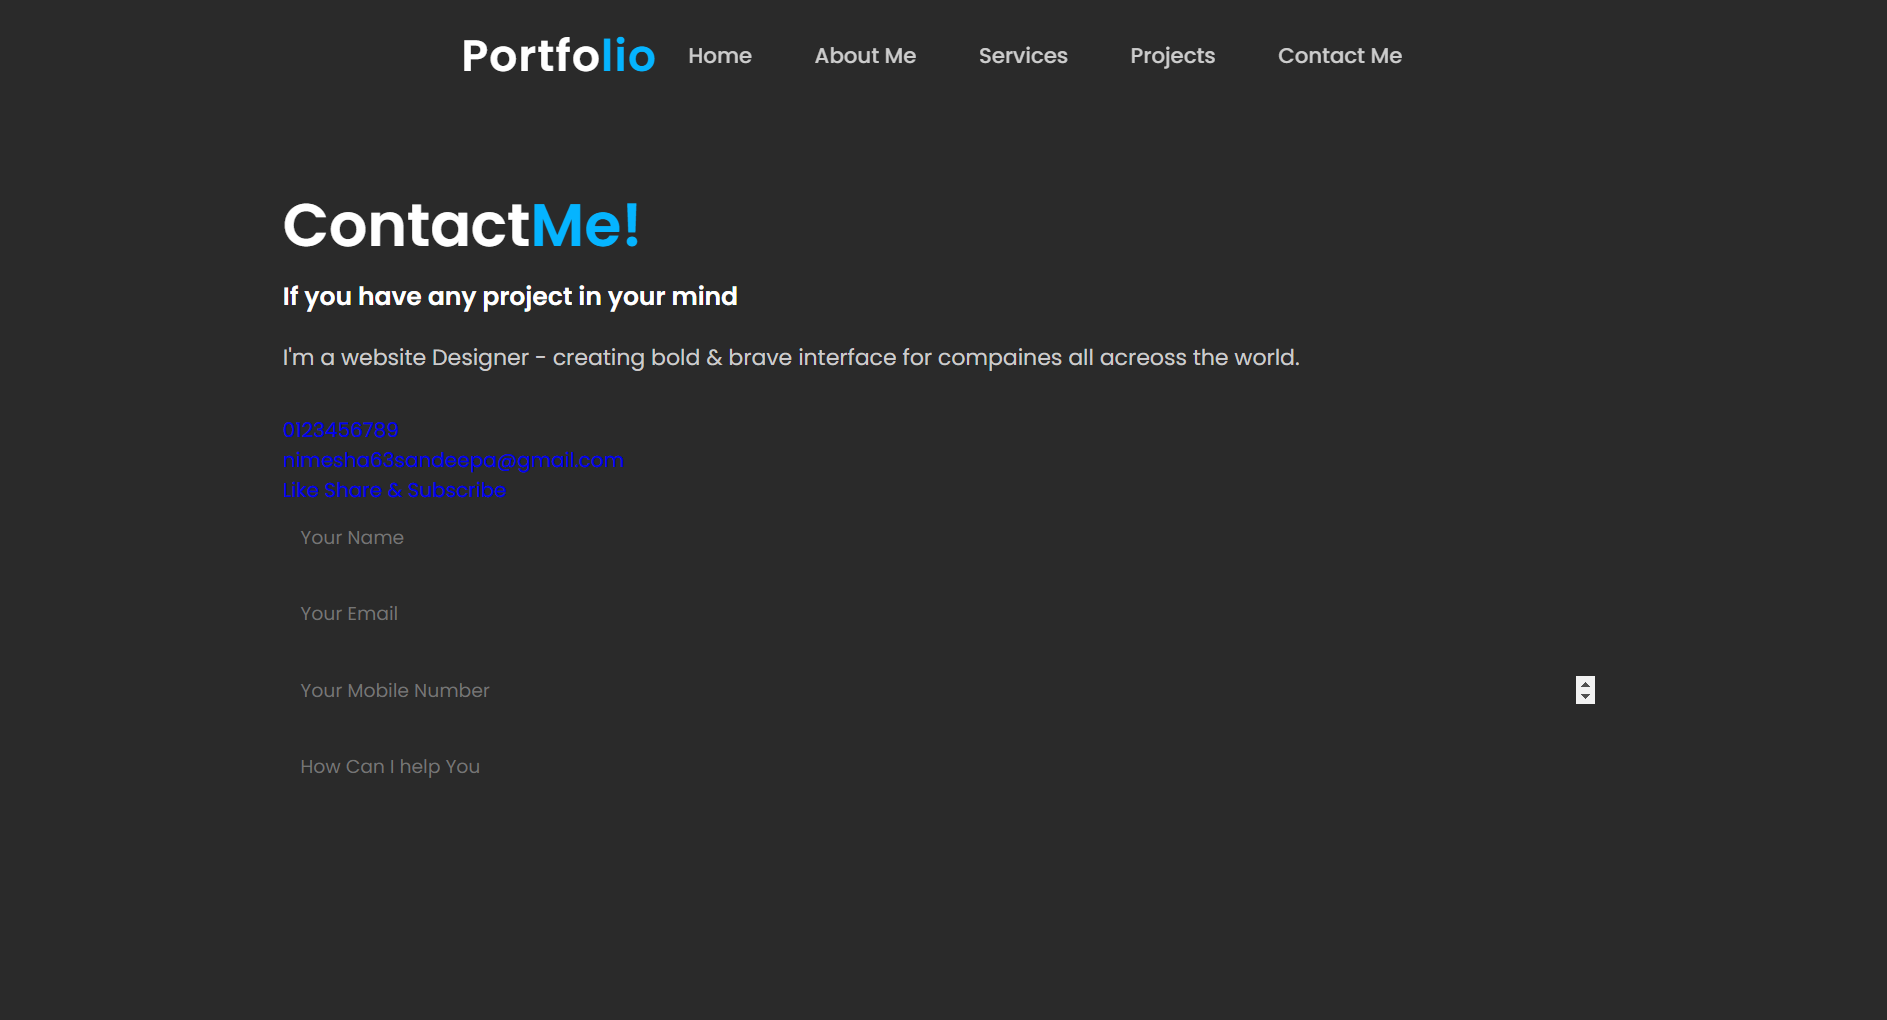 Portfolio Home About Me Services Projects Contact Me
ContactMe!
If you have any project in your mind
I'm a website Designer - creating bold & brave interface for compaines all acreoss the world.
0123456789
nimesha63sandeepa@gmail.com
Like Share & Subscribe
Your Name
Your Email
Your Mobile Number
How Can I help You